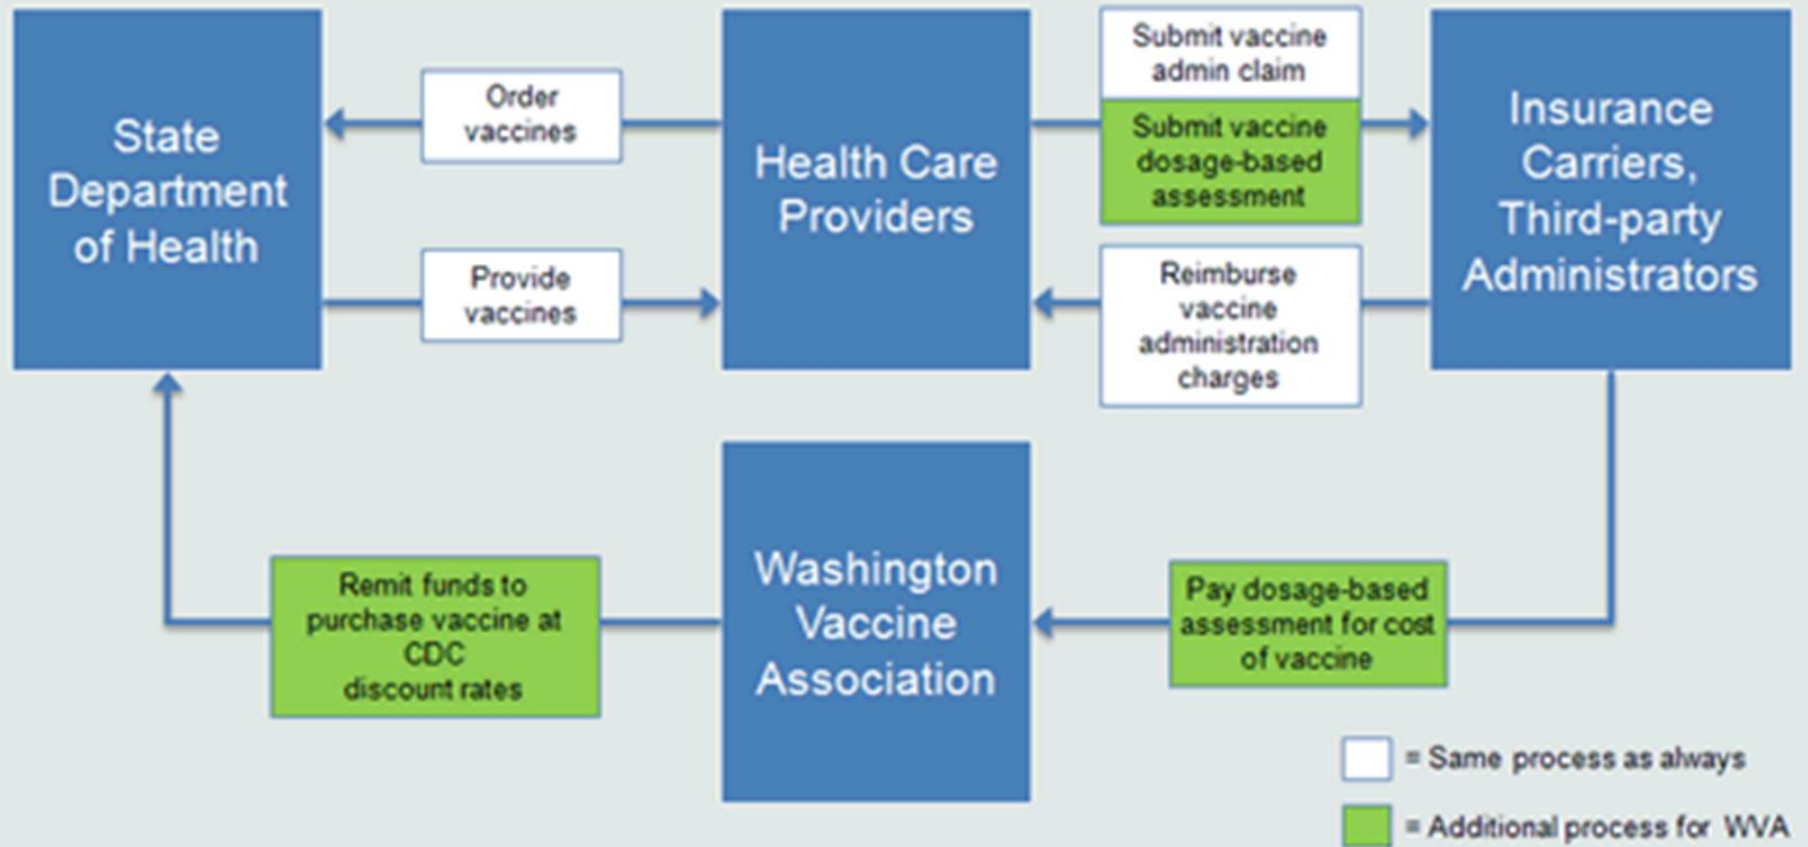 State
Department
of Health
Order
vaccines
Provide
vaccines
Health Care
Providers
Submit vaccine
admin claim
Submit vaccine
dosage-based
assessment
Reimburse
vaccine
administration
charges
Insurance
Carriers,
Third-party
Administrators
Remit funds to
purchase vaccine at
CDC
discount rates
Washington
Vaccine
Association
Pay dosage-based
assessment for cost
of vaccine
= Same process as always
= Additional process for WVA